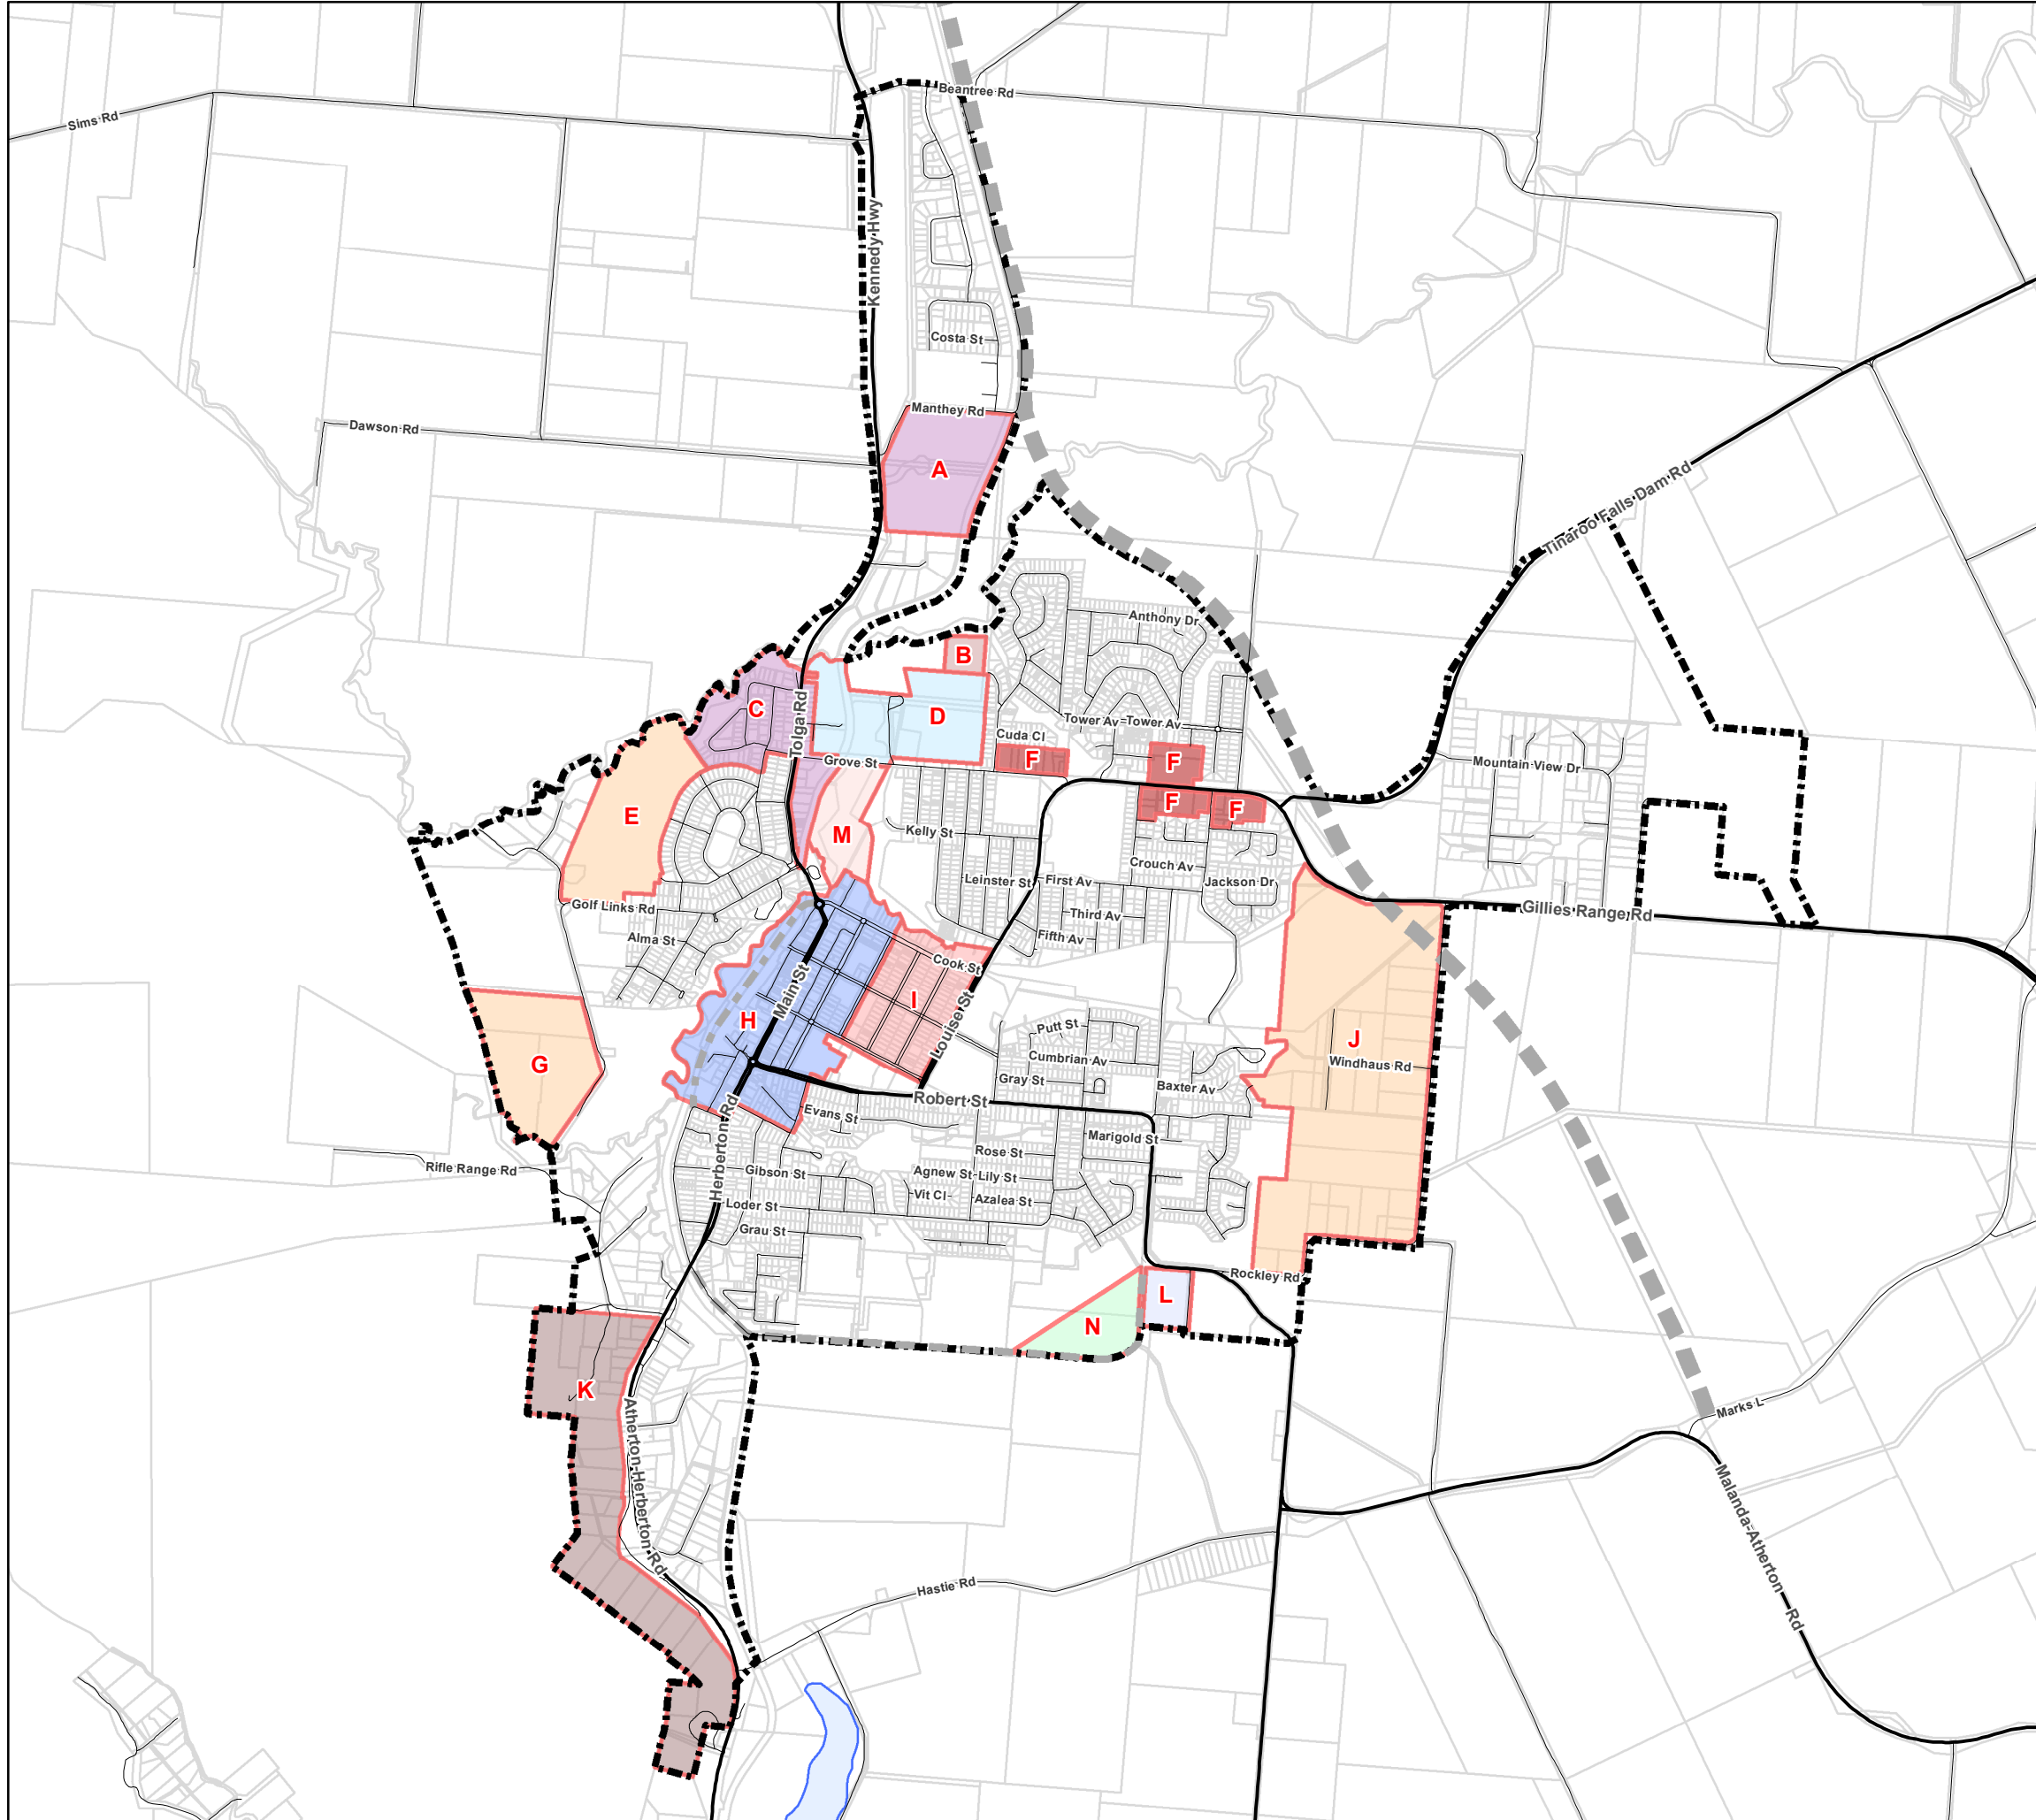 Beantree Rd
Sims Rd
Kennedy Hwy
Costa St
Manthey Rd
Dawson Rd
A
Tinaroo Falls Dam Rd
Anthony Dr
B
C
D
Tolga Rd
Tower Av
Tower Av
Cuda Cl
F
F
Grove St
Mountain View Dr
F
F
E
M
Kelly St
Crouch Av
Leinster St
First Av
Jackson Dr
Golf Links Rd
Third Av
Gillies Range Rd
Alma St
Fifth Av
Cook St
Main St
I
H
Louise St
Putt St
J
G
Cumbrian Av
Windhaus Rd
Gray St
Baxter Av
Robert St
Evans St
Herberton Rd
Marigold St
Rose St
Rifle Range Rd
Gibson St
Agnew St
Lily St
Vit Cl
Azalea St
Loder St
Grau St
Rockley Rd
L
N
K
Marks L
Atherton-Herberton Rd
Malanda-Atherton Rd
Hastie Rd